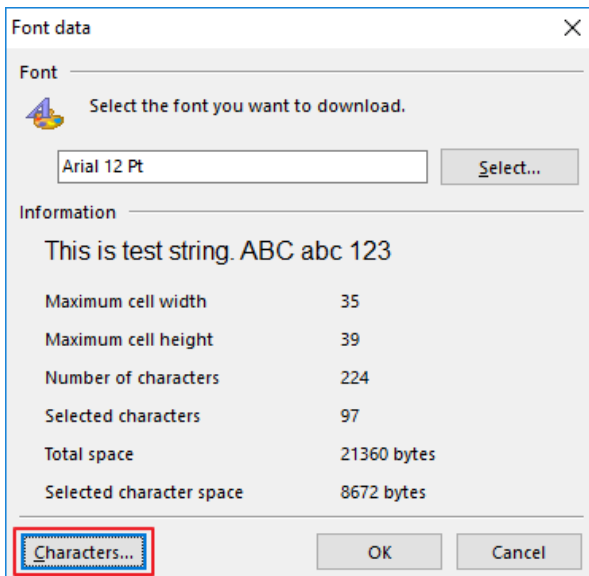 Font data
Font
Select the font you want to download.
Arial 12 Pt
Select...
Information
This is test string. ABC abc 123
Maximum cell width 35
Maximum cell height 39
Number of characters 224
Selected characters 97
Total space 21360 bytes
Selected character space 8672 bytes
Characters... OK Cancel